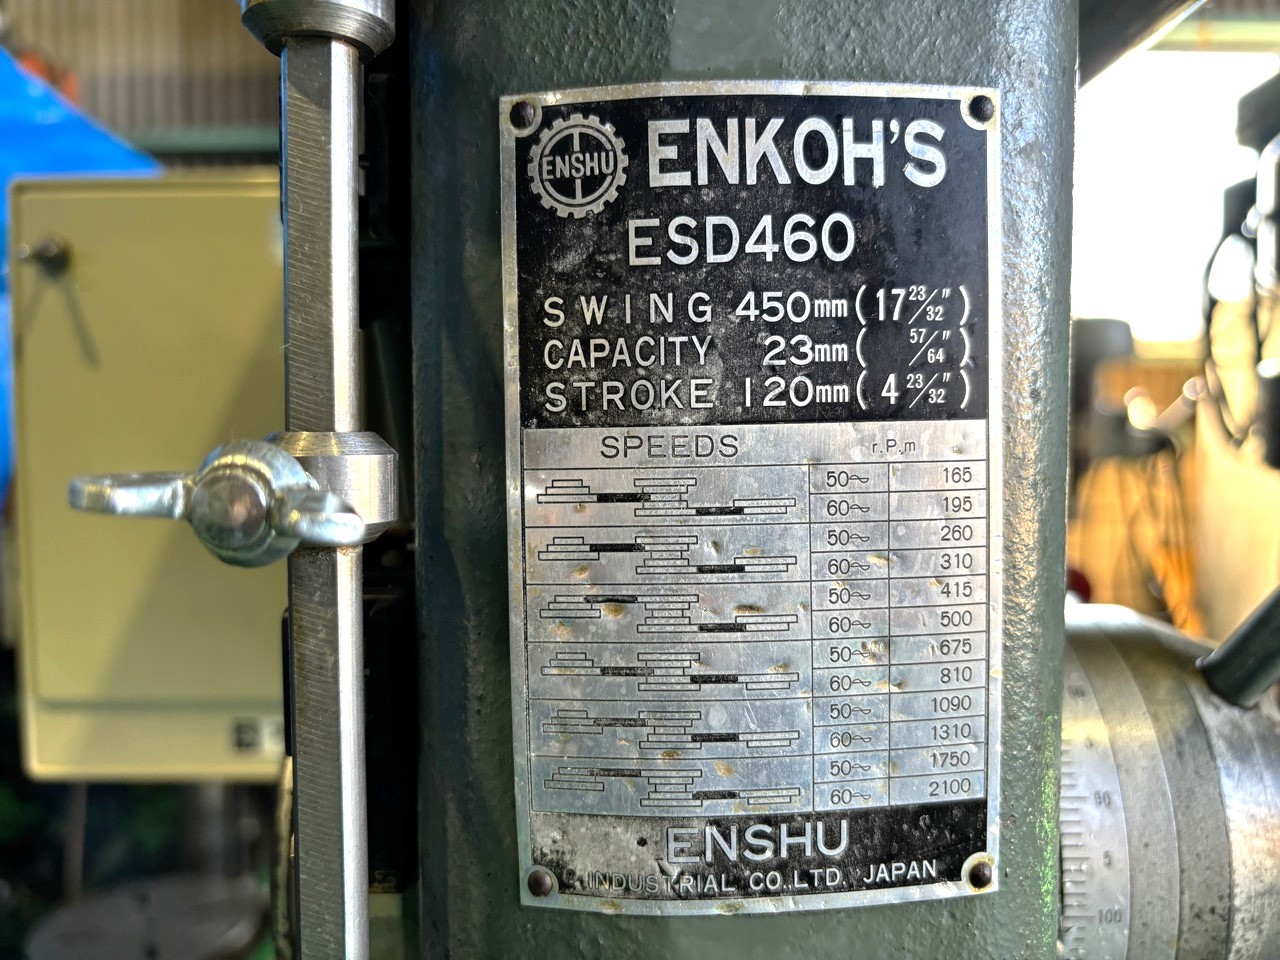 ENSHU
ENKOH'S
ESD460
SWING 450mm (17 23/32")
CAPACITY 23mm (57/64")
STROKE 120mm (4 23/32")
SPEEDS r.P.m
50~ 165
60~ 195
50~ 260
60~ 310
50~ 415
60~ 500
50~ 675
60~ 810
50~ 1090
60~ 1310
50~ 1750
60~ 2100
ENSHU
INDUSTRIAL CO.LTD. JAPAN
5
100